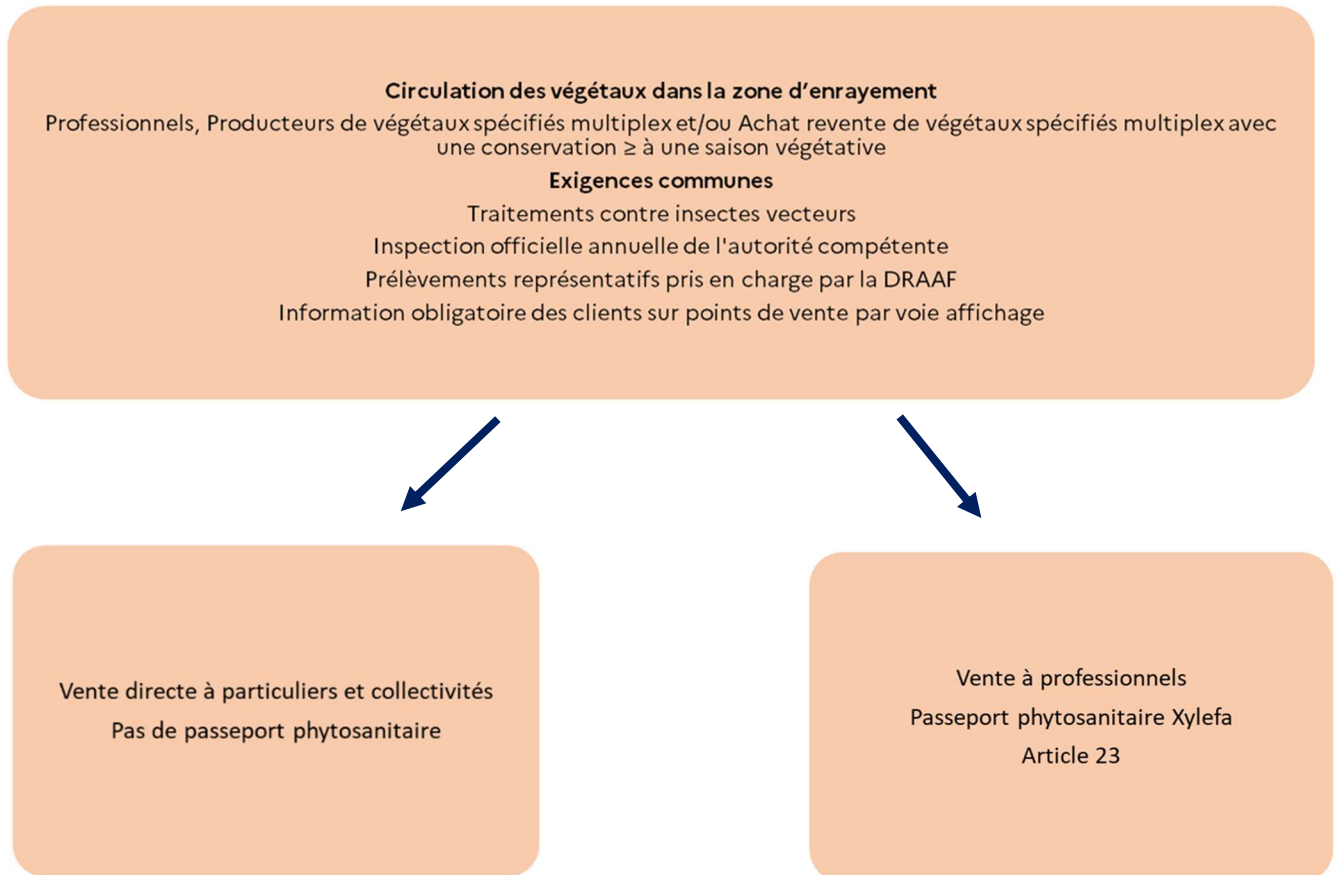 Circulation des végétaux dans la zone d'enrayement
Professionnels, Producteurs de végétaux spécifiés multiplex et/ou Achat revente de végétaux spécifiés multiplex avec
une conservation ≥ à une saison végétative
Exigences communes
Traitements contre insectes vecteurs
Inspection officielle annuelle de l'autorité compétente
Prélèvements représentatifs pris en charge par la DRAAF
Information obligatoire des clients sur points de vente par voie affichage
Vente directe à particuliers et collectivités
Pas de passeport phytosanitaire
Vente à professionnels
Passeport phytosanitaire Xylefa
Article 23